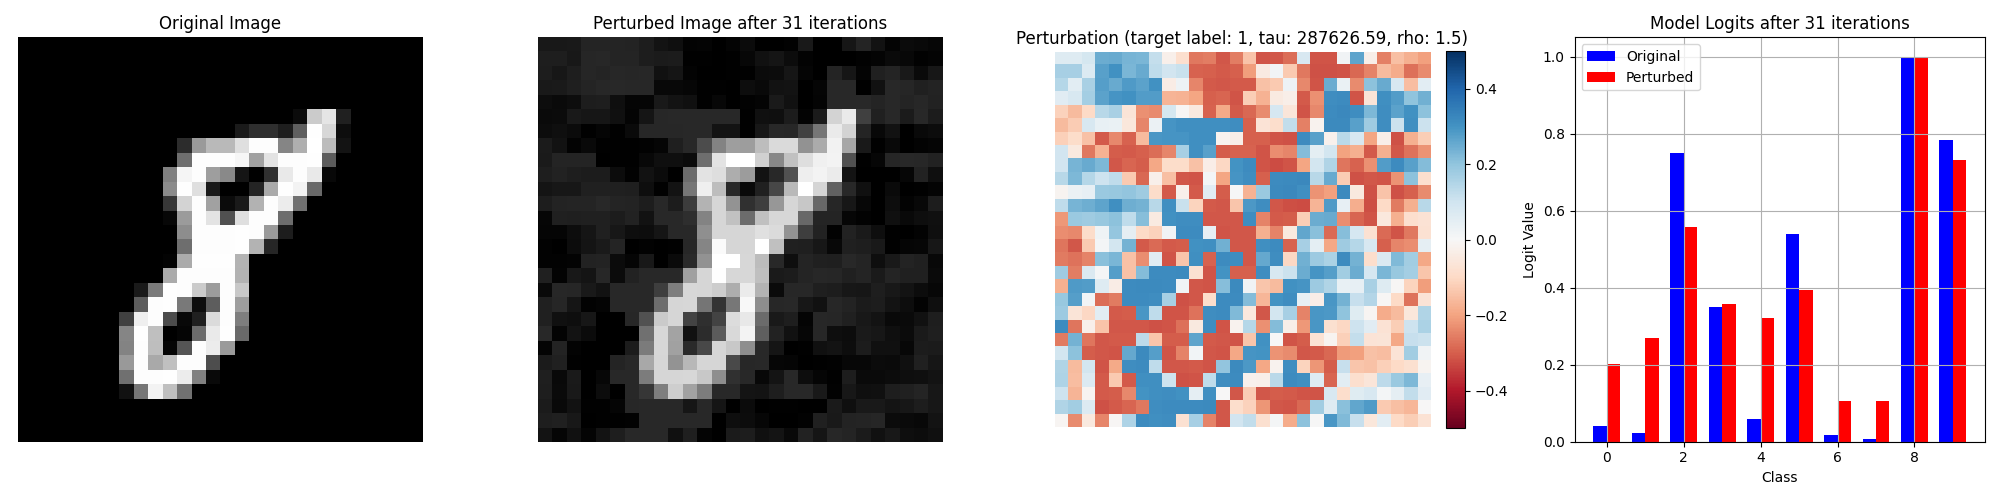 Original Image
Perturbed Image after 31 iterations
Perturbation (target label: 1, tau: 287626.59, rho: 1.5)
0.4
0.2
0.0
−0.2
−0.4
Model Logits after 31 iterations
Original
Perturbed
Logit Value
1.0
0.8
0.6
0.4
0.2
0.0
0 2 4 6 8
Class